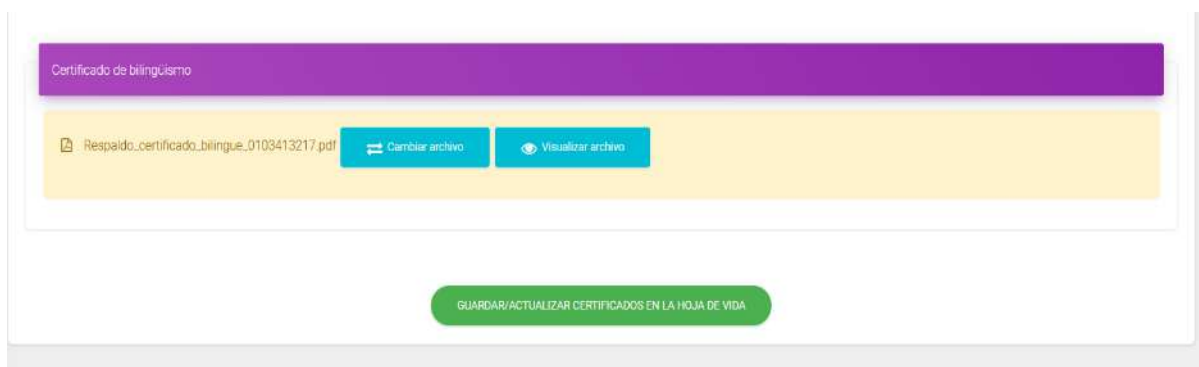 Certificado de bilingüismo
Respaldo_certificado_bilingue_0103413217.pdf Cambiar archivo Visualizar archivo
GUARDAR/ACTUALIZAR CERTIFICADOS EN LA HOJA DE VIDA